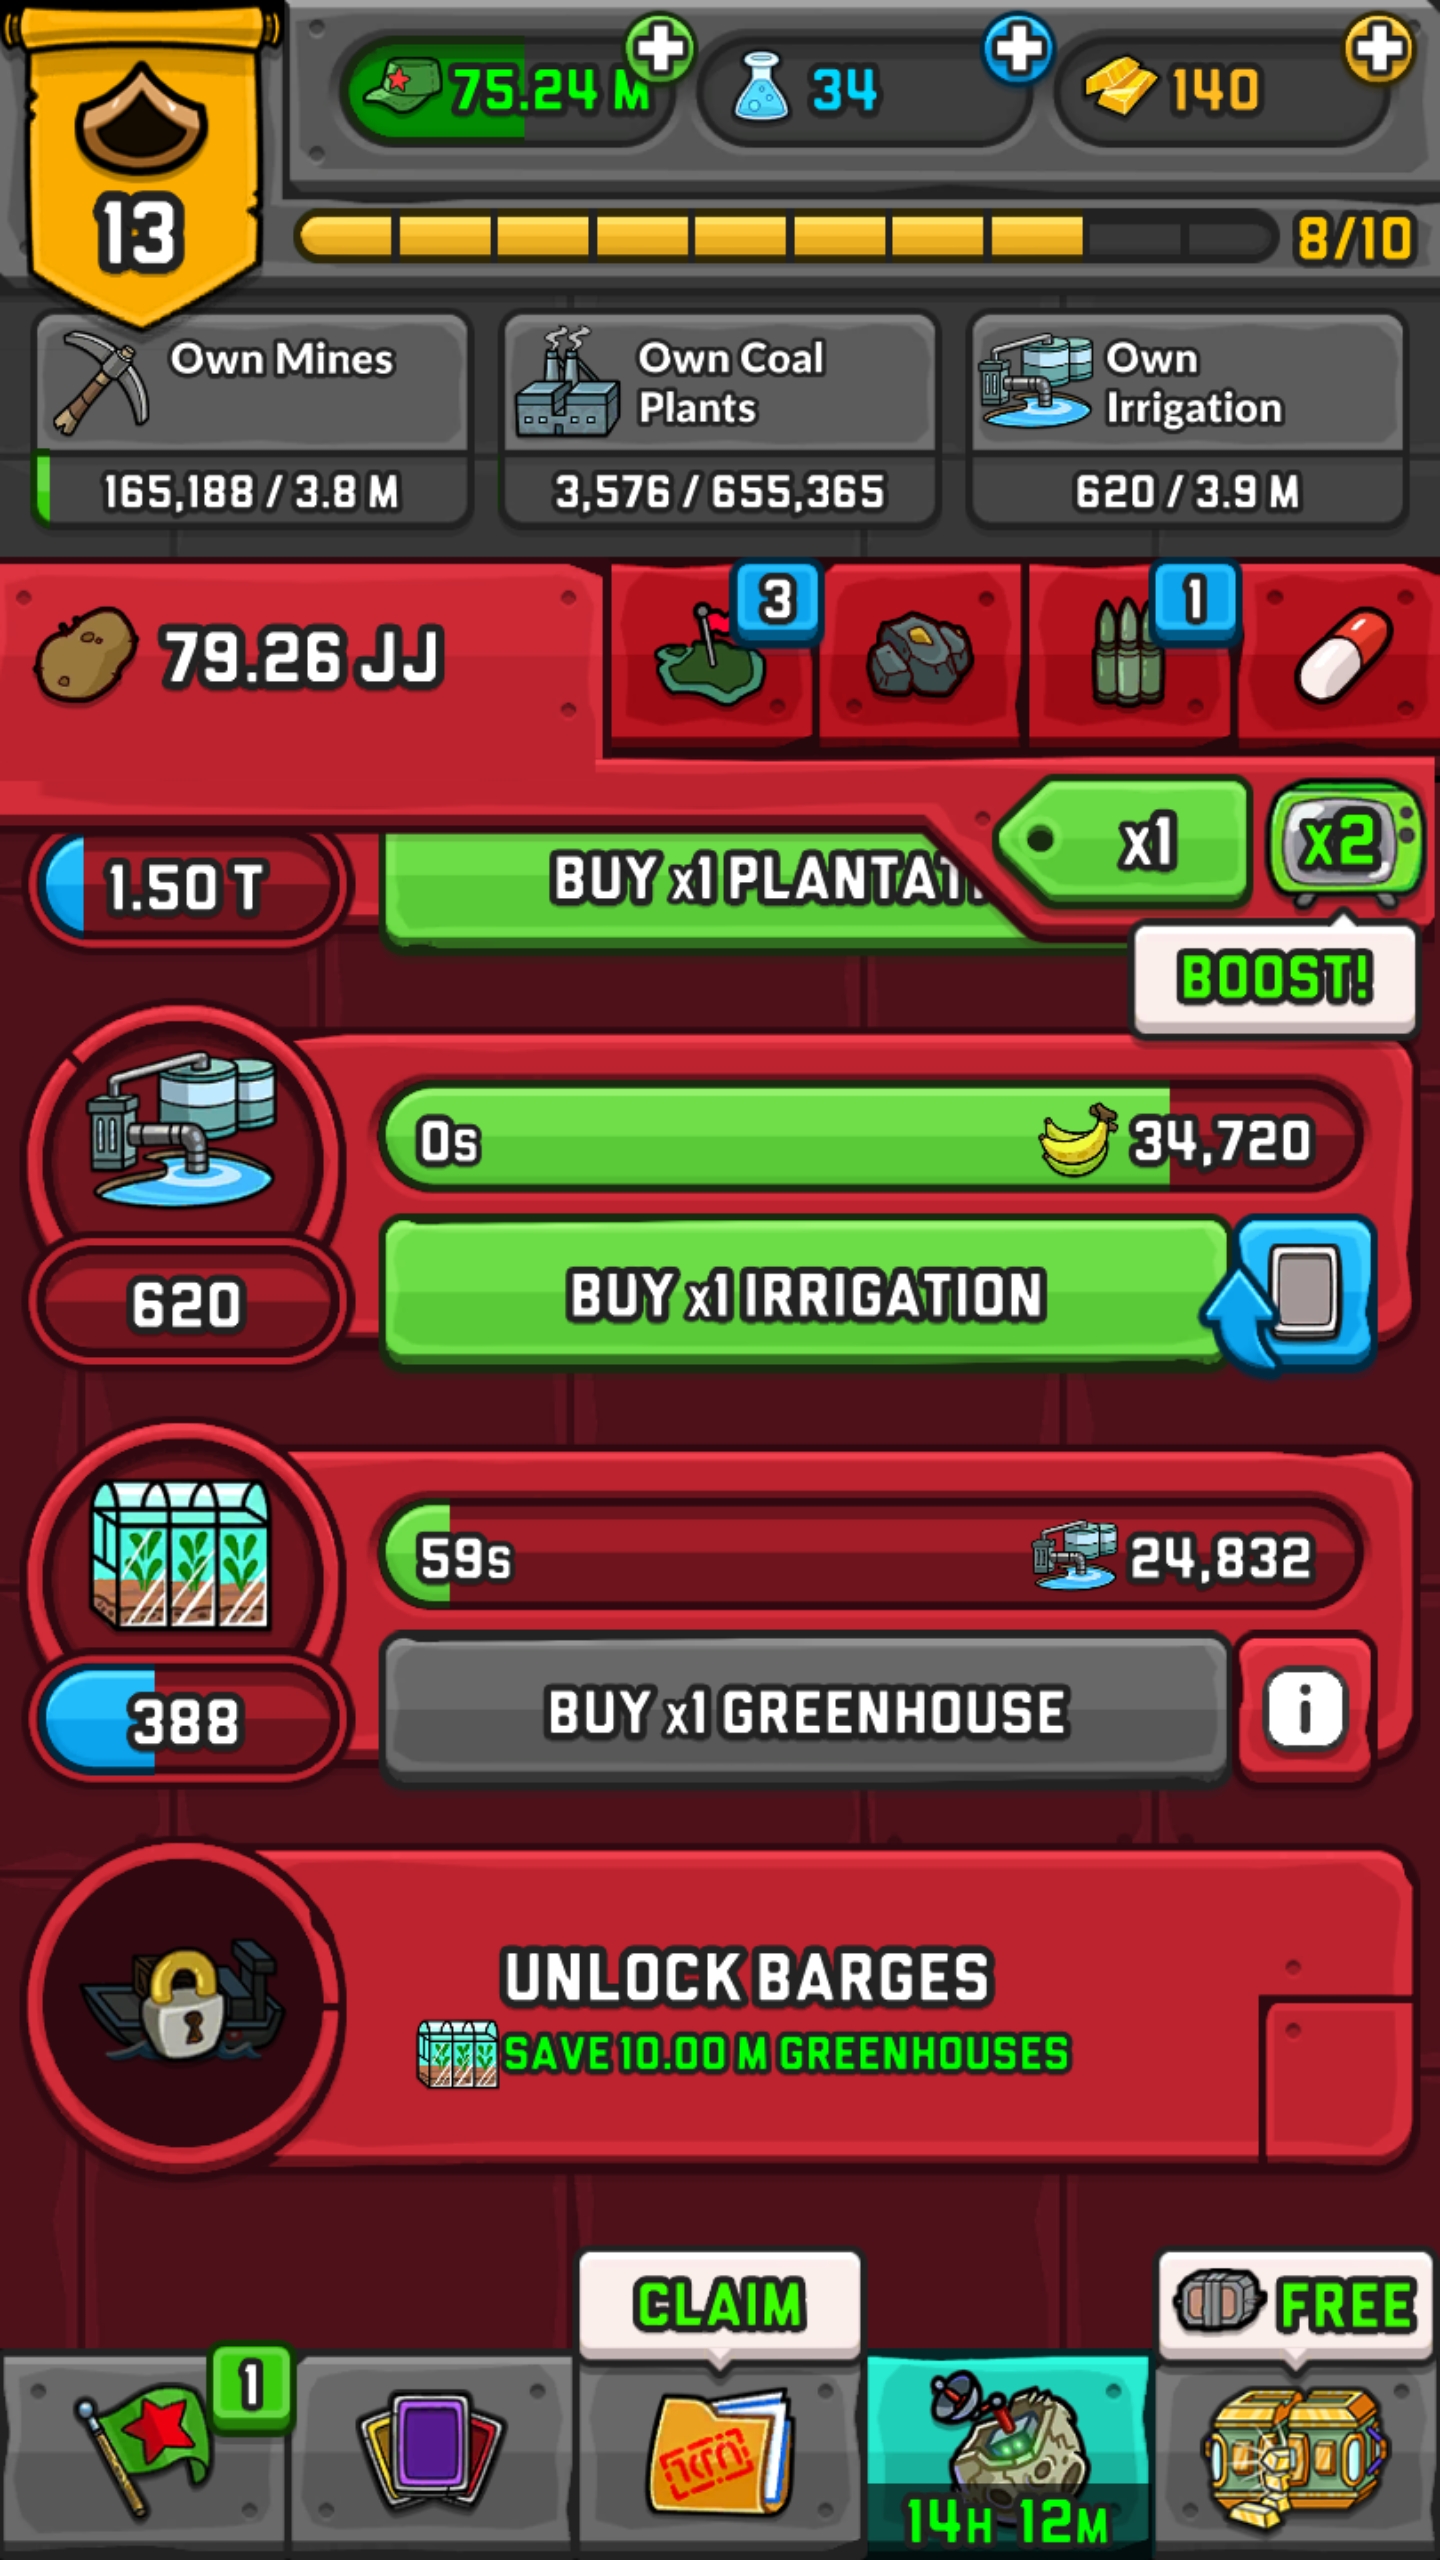 75.24 M
34
140
13
8/10
Own Mines
165,188 / 3.8 M
Own Coal
Plants
3,576 / 655,365
Own
Irrigation
620 / 3.9 M
79.26 JJ
3
1
x1
x2
BOOST!
1.50 T
BUY x1 PLANTATI
0s
34,720
620
BUY x1 IRRIGATION
59s
24,832
388
BUY x1 GREENHOUSE
i
UNLOCK BARGES
SAVE 10.00 M GREENHOUSES
CLAIM
FREE
1
14H 12M